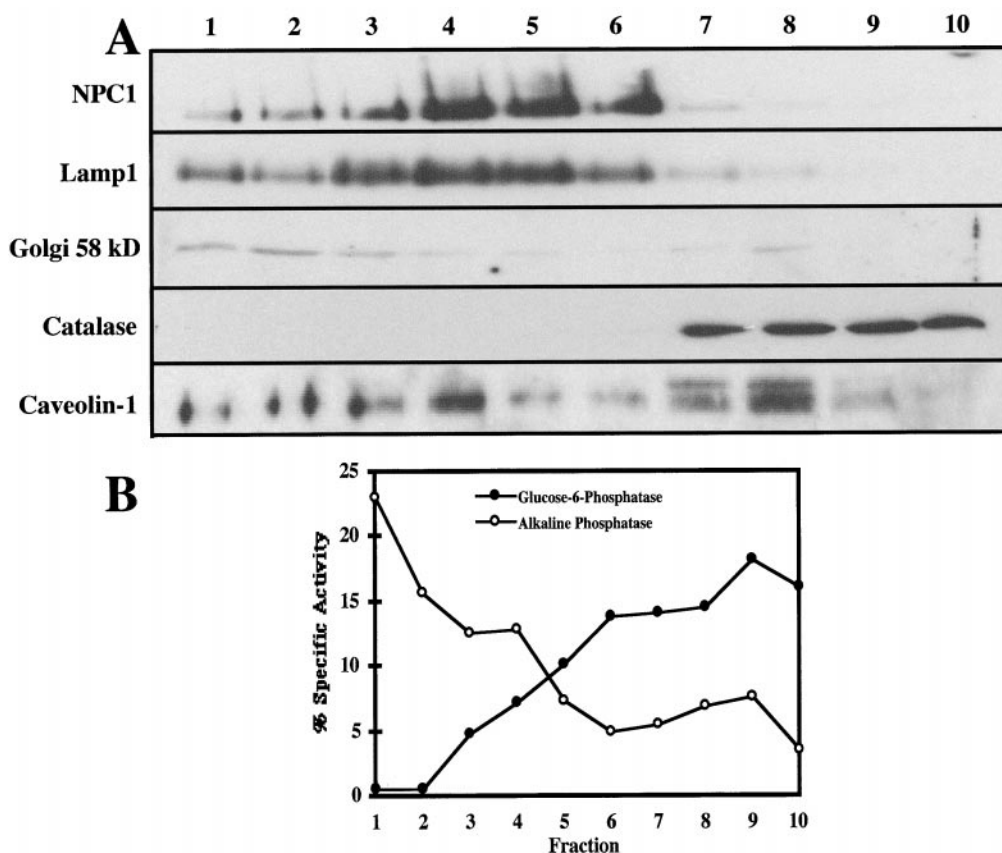 A
1 2 3 4 5 6 7 8 9 10
NPC1
Lamp1
Golgi 58 kD
Catalase
Caveolin-1
B
25
20
15
10
5
0
% Specific Activity
Glucose-6-Phosphatase
Alkaline Phosphatase
1 2 3 4 5 6 7 8 9 10
Fraction